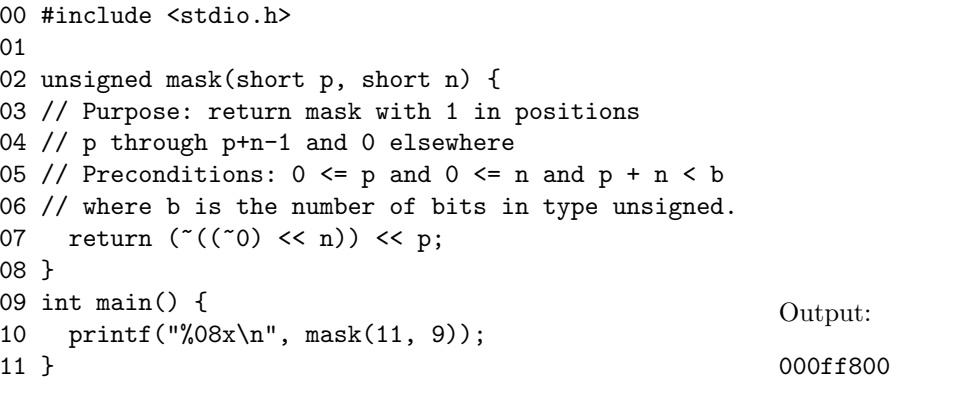 00 #include <stdio.h>
01
02 unsigned mask(short p, short n) {
03 // Purpose: return mask with 1 in positions
04 // p through p+n-1 and 0 elsewhere
05 // Preconditions: 0 <= p and 0 <= n and p + n < b
06 // where b is the number of bits in type unsigned.
07   return (~((~0) << n)) << p;
08 }
09 int main() {
10   printf("%08x\n", mask(11, 9));
11 }
Output:
000ff800